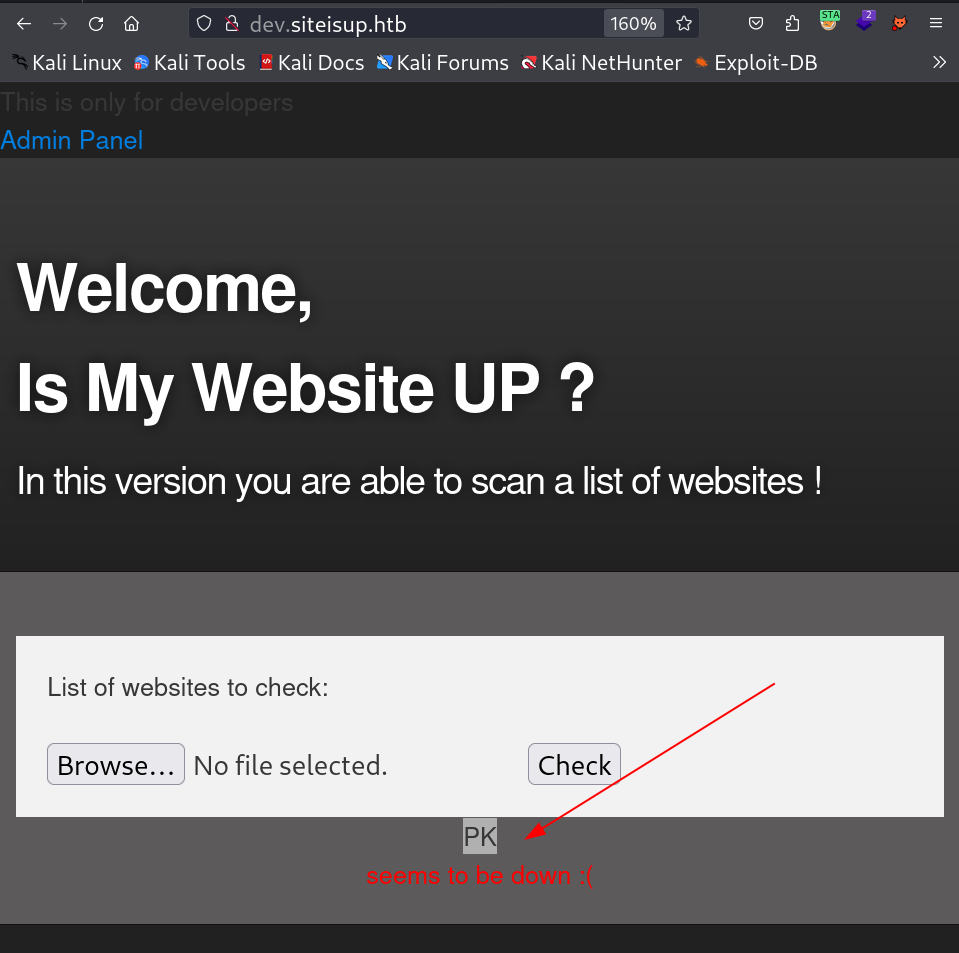 dev.siteisup.htb 160% STA 2
Kali Linux Kali Tools Kali Docs Kali Forums Kali NetHunter Exploit-DB »
This is only for developers
Admin Panel
Welcome,
Is My Website UP ?
In this version you are able to scan a list of websites !
List of websites to check:
Browse... No file selected. Check
PK
seems to be down :(